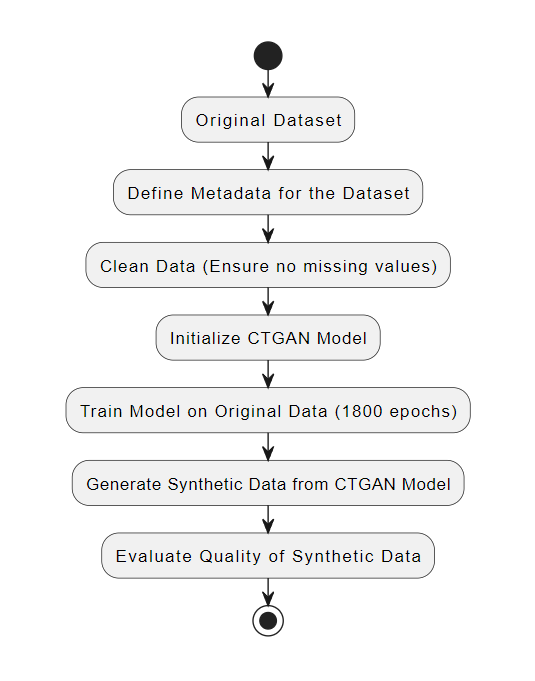 Original Dataset
Define Metadata for the Dataset
Clean Data (Ensure no missing values)
Initialize CTGAN Model
Train Model on Original Data (1800 epochs)
Generate Synthetic Data from CTGAN Model
Evaluate Quality of Synthetic Data